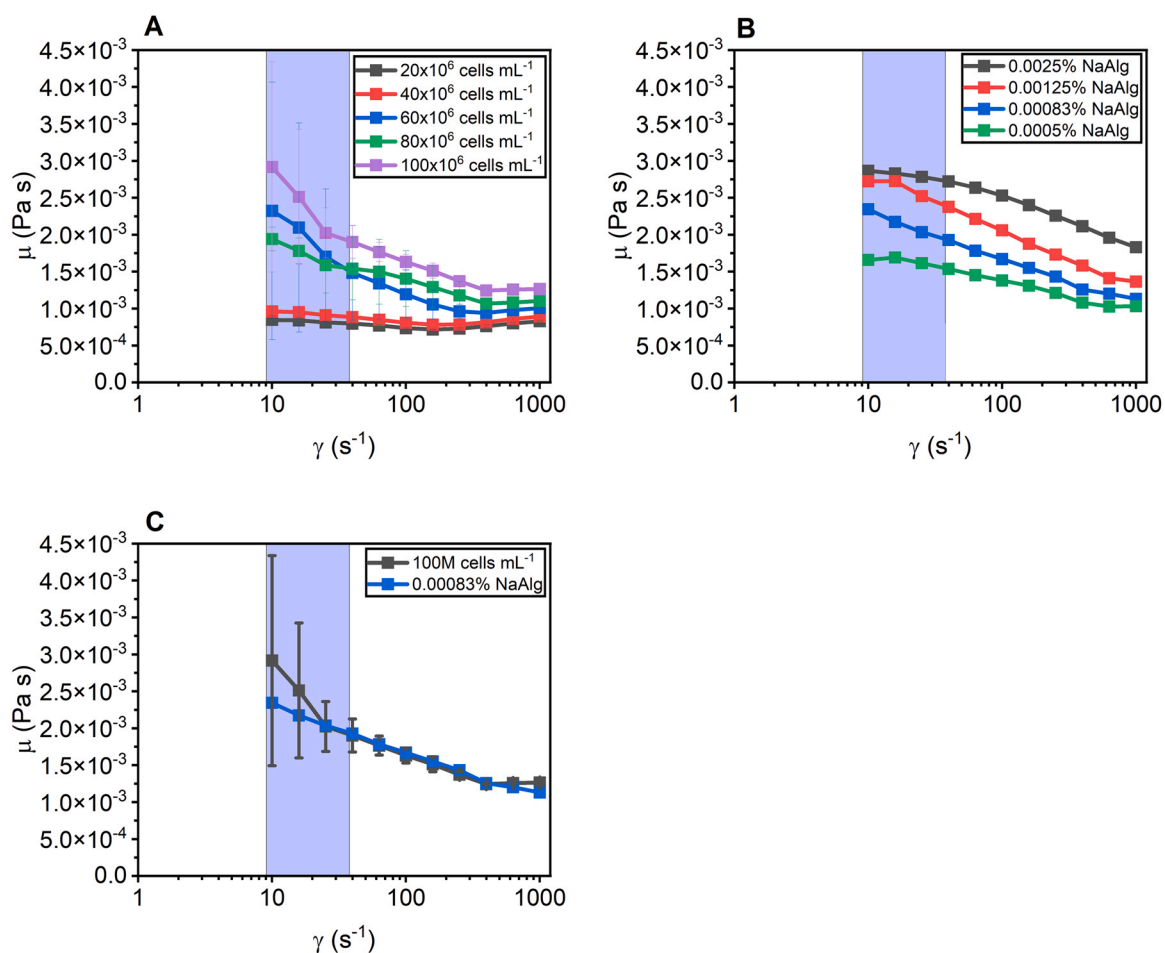 A
4.5×10⁻³
4.0×10⁻³
3.5×10⁻³
3.0×10⁻³
2.5×10⁻³
2.0×10⁻³
1.5×10⁻³
1.0×10⁻³
5.0×10⁻⁴
0.0
μ (Pa s)
1 10 100 1000
γ (s⁻¹)
20x10⁶ cells mL⁻¹
40x10⁶ cells mL⁻¹
60x10⁶ cells mL⁻¹
80x10⁶ cells mL⁻¹
100x10⁶ cells mL⁻¹
B
4.5×10⁻³
4.0×10⁻³
3.5×10⁻³
3.0×10⁻³
2.5×10⁻³
2.0×10⁻³
1.5×10⁻³
1.0×10⁻³
5.0×10⁻⁴
0.0
μ (Pa s)
1 10 100 1000
γ (s⁻¹)
0.0025% NaAlg
0.00125% NaAlg
0.00083% NaAlg
0.0005% NaAlg
C
4.5×10⁻³
4.0×10⁻³
3.5×10⁻³
3.0×10⁻³
2.5×10⁻³
2.0×10⁻³
1.5×10⁻³
1.0×10⁻³
5.0×10⁻⁴
0.0
μ (Pa s)
1 10 100 1000
γ (s⁻¹)
100M cells mL⁻¹
0.00083% NaAlg